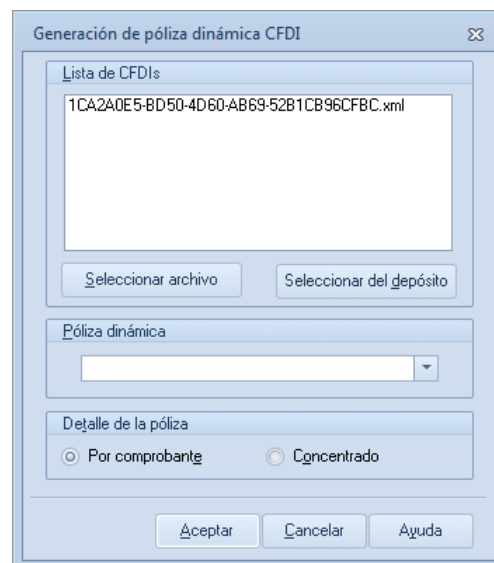 Generación de póliza dinámica CFDI
Lista de CFDIs
1CA2A0E5-BD50-4D60-AB69-52B1CB96CFBC.xml
Seleccionar archivo Seleccionar del depósito
Póliza dinámica
Detalle de la póliza
Por comprobante Concentrado
Aceptar Cancelar Ayuda